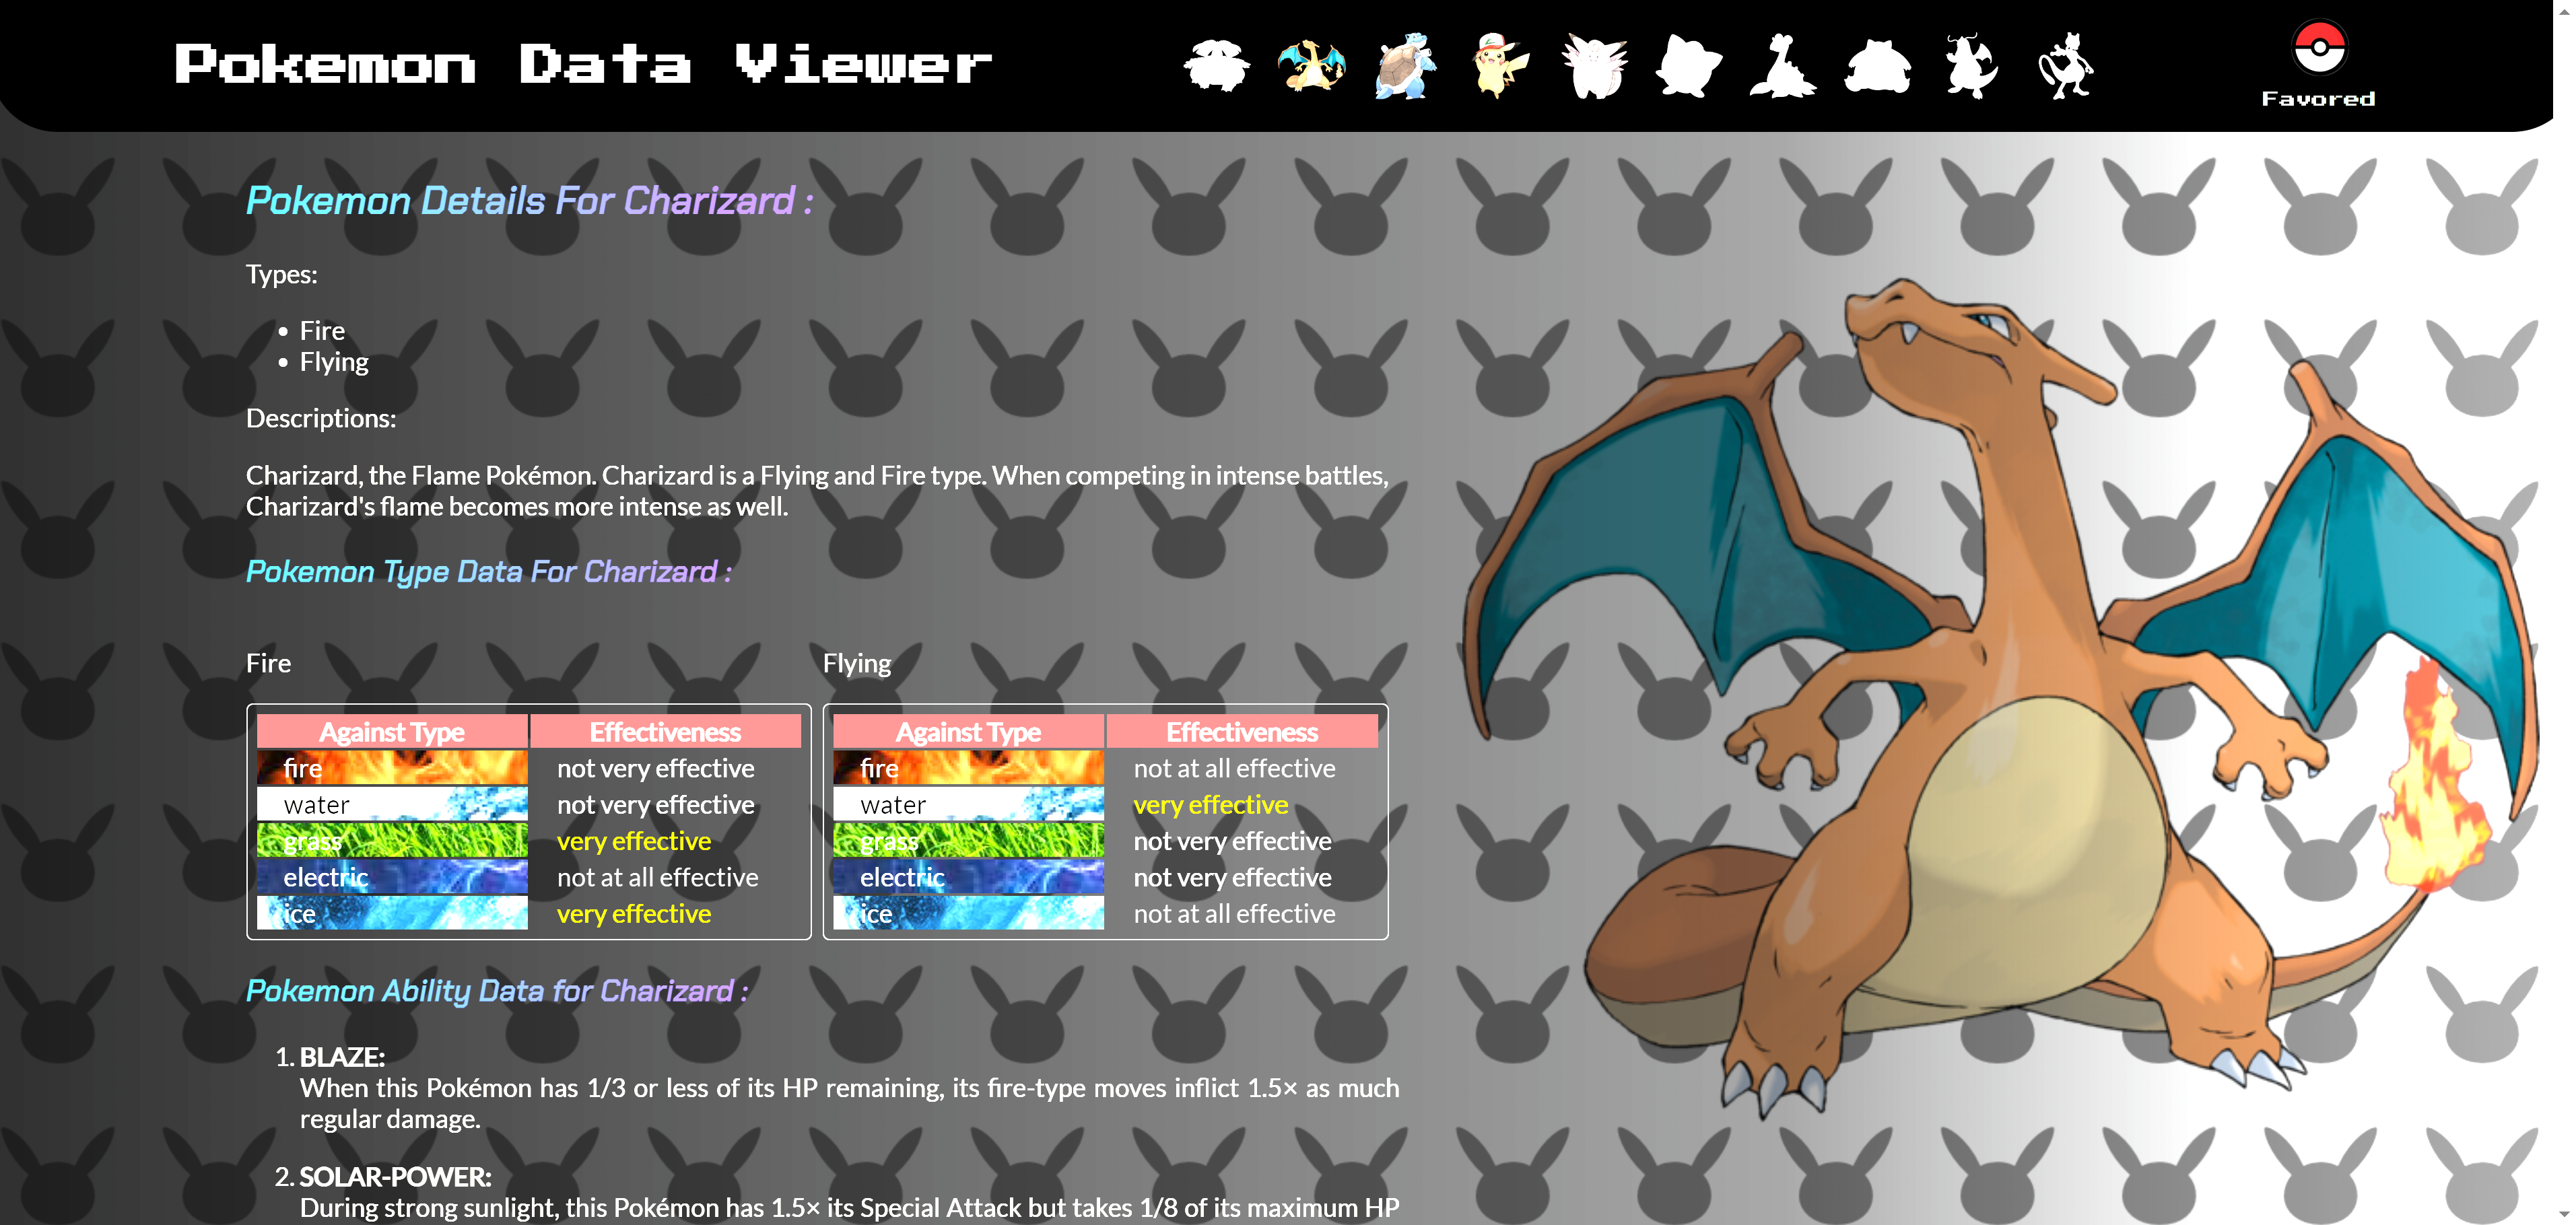 Pokemon Data Viewer
Favored
Pokemon Details For Charizard :
Types:
• Fire
• Flying
Descriptions:
Charizard, the Flame Pokémon. Charizard is a Flying and Fire type. When competing in intense battles,
Charizard's flame becomes more intense as well.
Pokemon Type Data For Charizard :
Fire
Against Type Effectiveness
fire not very effective
water not very effective
grass very effective
electric not at all effective
ice very effective
Flying
Against Type Effectiveness
fire not at all effective
water very effective
grass not very effective
electric not very effective
ice not at all effective
Pokemon Ability Data for Charizard :
1. BLAZE:
When this Pokémon has 1/3 or less of its HP remaining, its fire-type moves inflict 1.5× as much
regular damage.
2. SOLAR-POWER:
During strong sunlight, this Pokémon has 1.5× its Special Attack but takes 1/8 of its maximum HP